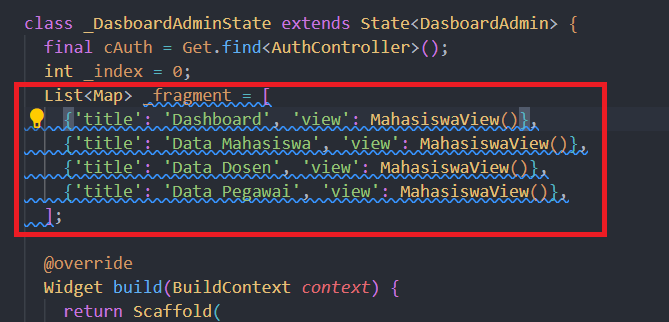 class _DasboardAdminState extends State<DasboardAdmin> {
final cAuth = Get.find<AuthController>();
int _index = 0;
List<Map> _fragment = [
{'title': 'Dashboard', 'view': MahasiswaView()},
{'title': 'Data Mahasiswa', 'view': MahasiswaView()},
{'title': 'Data Dosen', 'view': MahasiswaView()},
{'title': 'Data Pegawai', 'view': MahasiswaView()},
];
@override
Widget build(BuildContext context) {
return Scaffold(